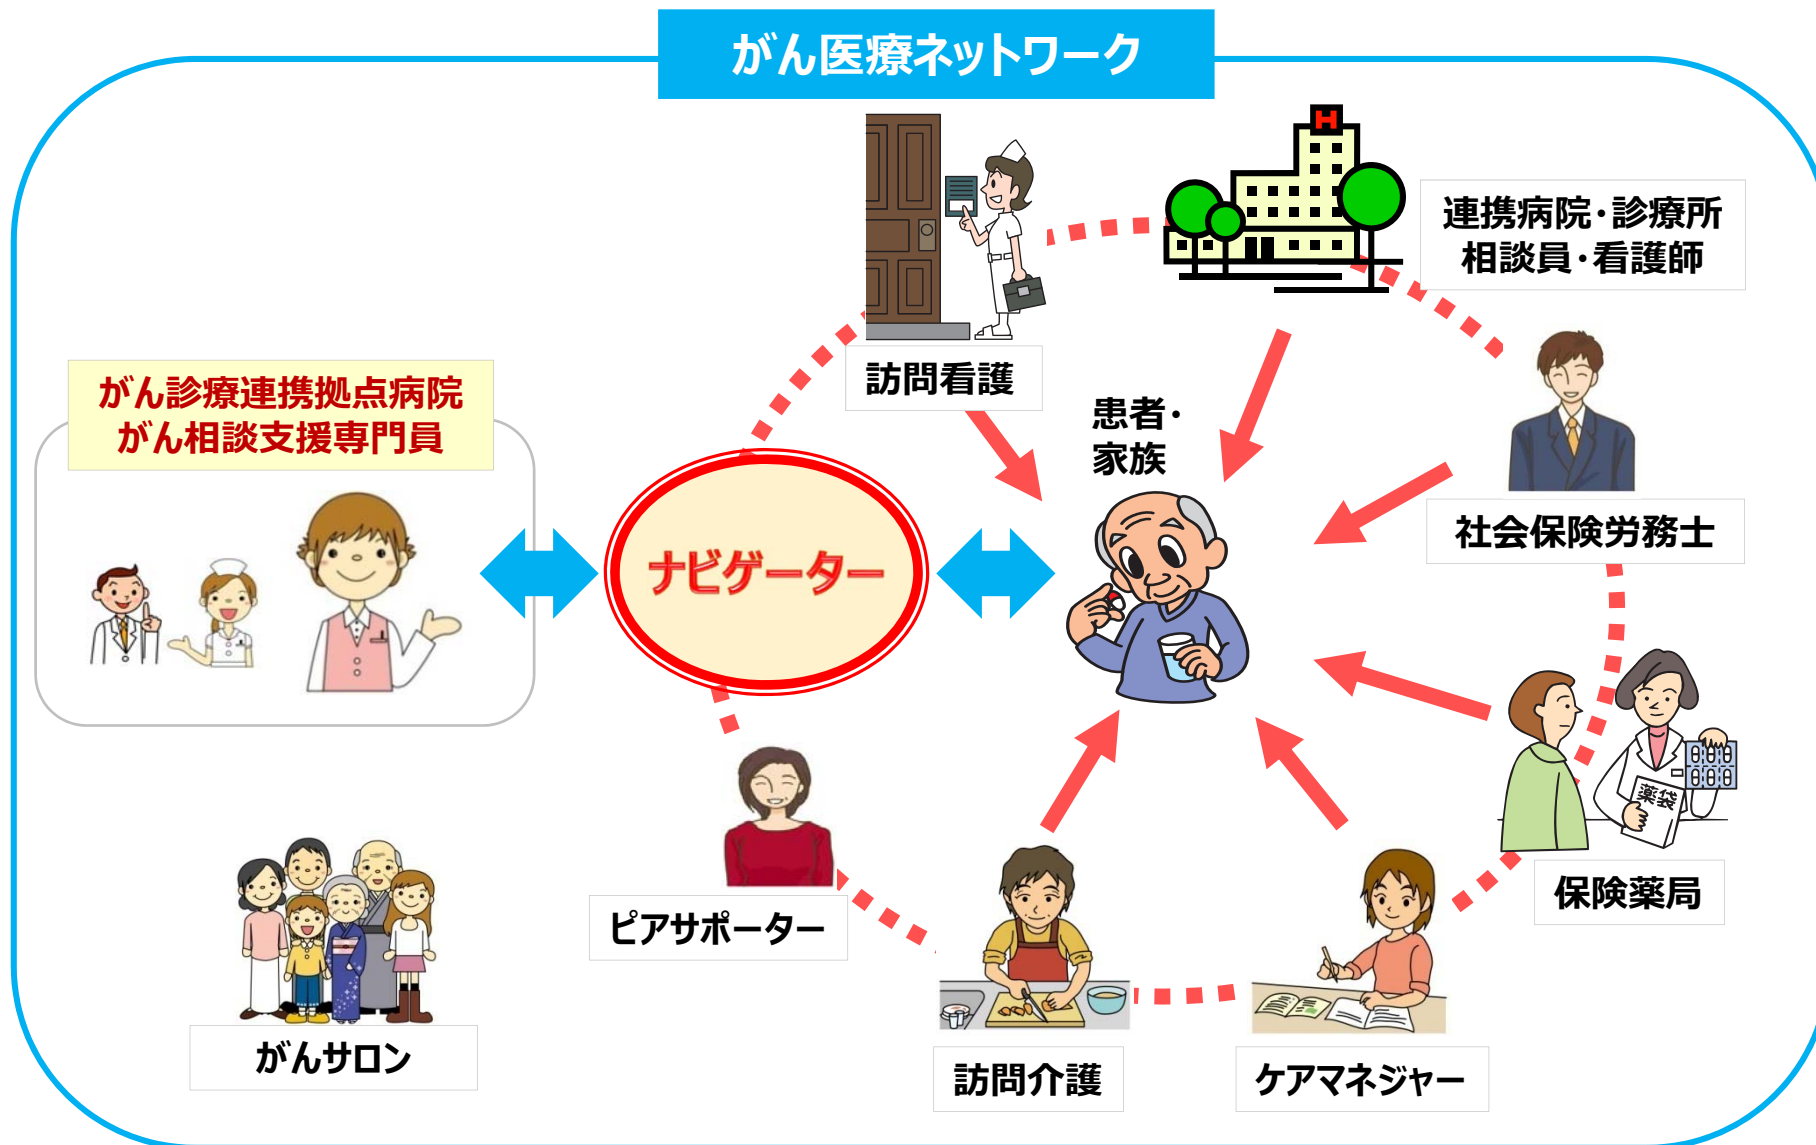 がん医療ネットワーク
H
連携病院・診療所
相談員・看護師
訪問看護
がん診療連携拠点病院
がん相談支援専門員
患者・
家族
社会保険労務士
ナビゲーター
薬袋
保険薬局
ピアサポーター
がんサロン
訪問介護
ケアマネジャー